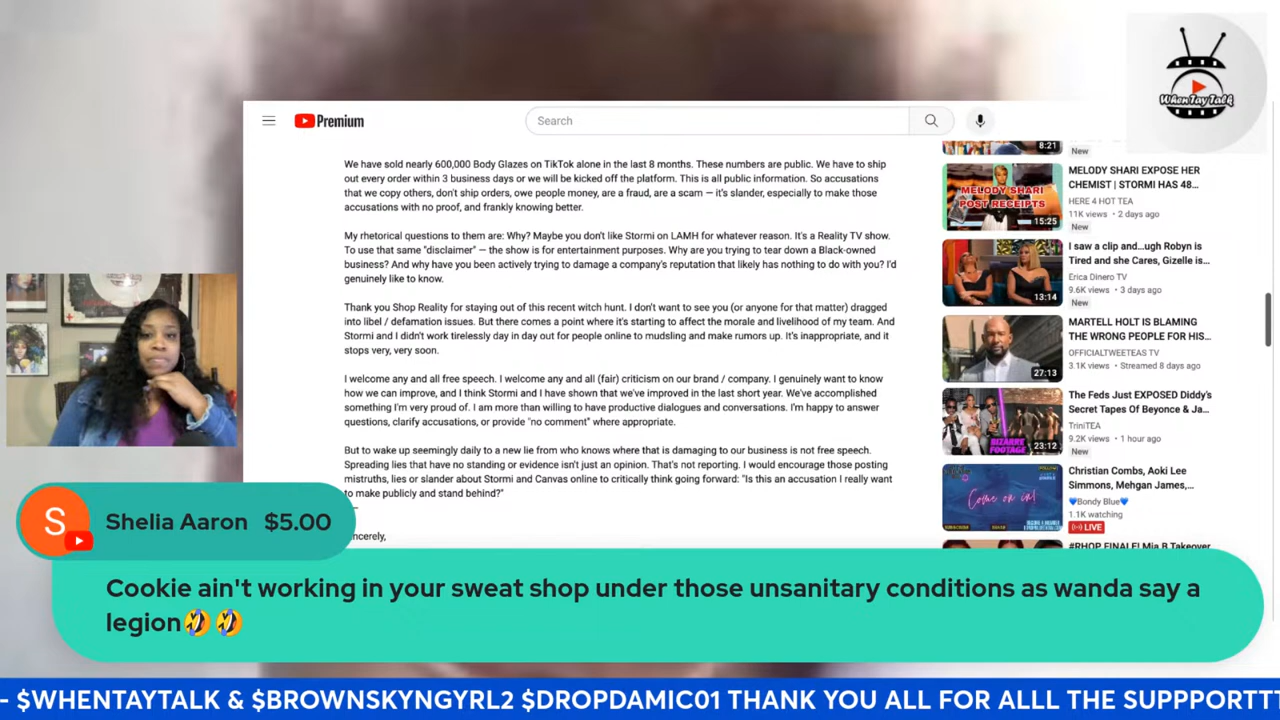 WhenTayTalk
Premium
Search
We have sold nearly 600,000 Body Glazes on TikTok alone in the last 8 months. These numbers are public. We have to ship
out every order within 3 business days or we will be kicked off the platform. This is all public information. So accusations
that we copy others, don't ship orders, owe people money, are a fraud, are a scam — it's slander, especially to make those
accusations with no proof, and frankly knowing better.
My rhetorical questions to them are: Why? Maybe you don't like Stormi on LAMH for whatever reason. It's a Reality TV show.
To use that same "disclaimer" — the show is for entertainment purposes. Why are you trying to tear down a Black-owned
business? And why have you been actively trying to damage a company's reputation that likely has nothing to do with you? I'd
genuinely like to know.
Thank you Shop Reality for staying out of this recent witch hunt. I don't want to see you (or anyone for that matter) dragged
into libel / defamation issues. But there comes a point where it's starting to affect the morale and livelihood of my team. And
Stormi and I didn't work tirelessly day in day out for people online to mudsling and make rumors up. It's inappropriate, and it
stops very, very soon.
I welcome any and all free speech. I welcome any and all (fair) criticism on our brand / company. I genuinely want to know
how we can improve, and I think Stormi and I have shown that we've improved in the last short year. We've accomplished
something I'm very proud of. I am more than willing to have productive dialogues and conversations. I'm happy to answer
questions, clarify accusations, or provide "no comment" where appropriate.
But to wake up seemingly daily to a new lie from who knows where that is damaging to our business is not free speech.
Spreading lies that have no standing or evidence isn't just an opinion. That's not reporting. I would encourage those posting
mistruths, lies or slander about Stormi and Canvas online to critically think going forward: "Is this an accusation I really want
to make publicly and stand behind?"
incerely,
8:21
New
MELODY SHARI
POST RECEIPTS
15:25
MELODY SHARI EXPOSE HER
CHEMIST | STORMI HAS 48...
HERE 4 HOT TEA
11K views • 2 days ago
New
13:14
I saw a clip and...ugh Robyn is
Tired and she Cares, Gizelle is...
Erica Dinero TV
9.6K views • 3 days ago
New
27:13
MARTELL HOLT IS BLAMING
THE WRONG PEOPLE FOR HIS...
OFFICIALTWEETEAS TV
3.1K views • Streamed 8 days ago
BIZARRE
FOOTAGE
23:12
The Feds Just EXPOSED Diddy's
Secret Tapes Of Beyonce & Ja...
TriniTEA
9.2K views • 1 hour ago
New
Come on in!
Christian Combs, Aoki Lee
Simmons, Mehgan James,...
💙Bondy Blue💙
1.1K watching
LIVE
#RHOP FINALE! Mia B Takeover
S
Shelia Aaron $5.00
Cookie ain't working in your sweat shop under those unsanitary conditions as wanda say a
legion🤣🤣
- $WHENTAYTALK & $BROWNSKYNGYRL2 $DROPDAMIC01 THANK YOU ALL FOR ALLL THE SUPPPORTTT